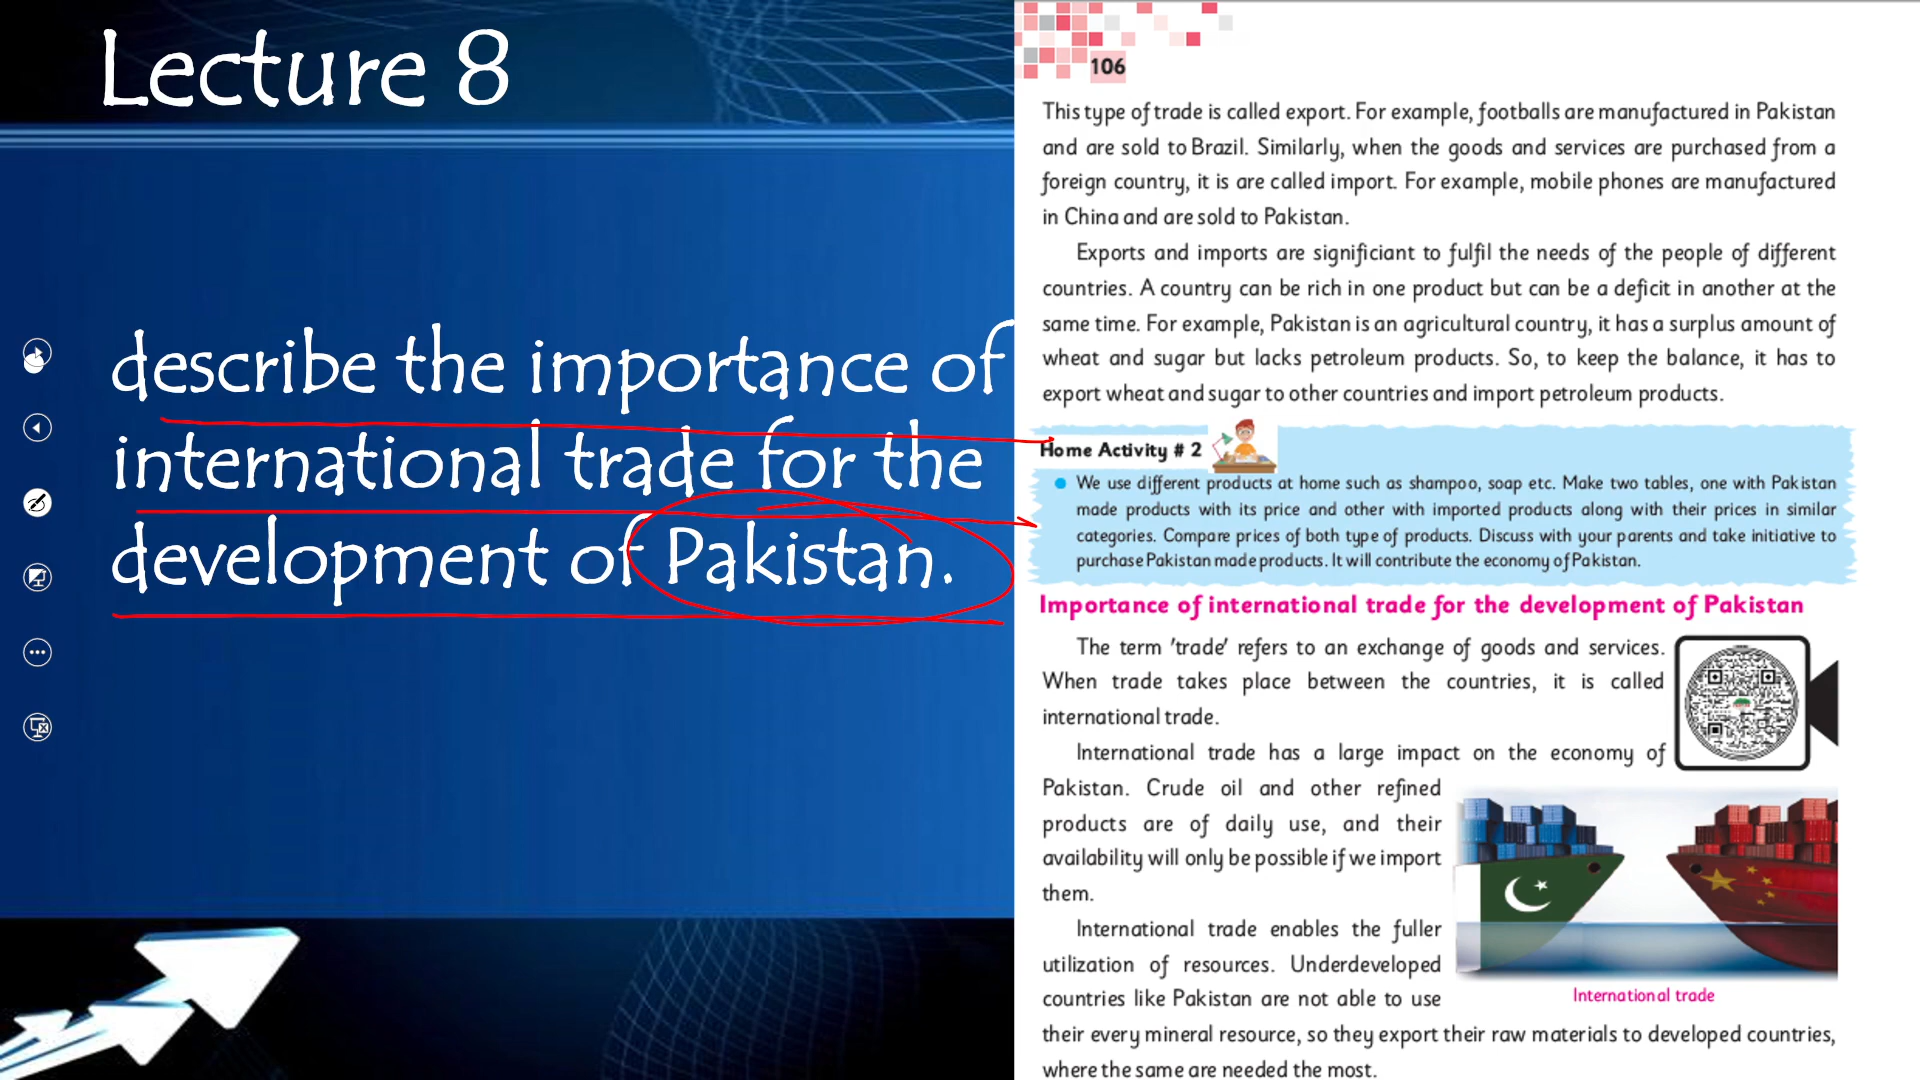 Lecture 8
describe the importance of
international trade for the
development of Pakistan.
106
This type of trade is called export. For example, footballs are manufactured in Pakistan
and are sold to Brazil. Similarly, when the goods and services are purchased from a
foreign country, it is are called import. For example, mobile phones are manufactured
in China and are sold to Pakistan.
Exports and imports are significiant to fulfil the needs of the people of different
countries. A country can be rich in one product but can be a deficit in another at the
same time. For example, Pakistan is an agricultural country, it has a surplus amount of
wheat and sugar but lacks petroleum products. So, to keep the balance, it has to
export wheat and sugar to other countries and import petroleum products.
Home Activity # 2
We use different products at home such as shampoo, soap etc. Make two tables, one with Pakistan
made products with its price and other with imported products along with their prices in similar
categories. Compare prices of both type of products. Discuss with your parents and take initiative to
purchase Pakistan made products. It will contribute the economy of Pakistan.
Importance of international trade for the development of Pakistan
The term 'trade' refers to an exchange of goods and services.
When trade takes place between the countries, it is called
international trade.
International trade has a large impact on the economy of
Pakistan. Crude oil and other refined
products are of daily use, and their
availability will only be possible if we import
them.
International trade enables the fuller
utilization of resources. Underdeveloped
countries like Pakistan are not able to use
their every mineral resource, so they export their raw materials to developed countries,
where the same are needed the most.
International trade